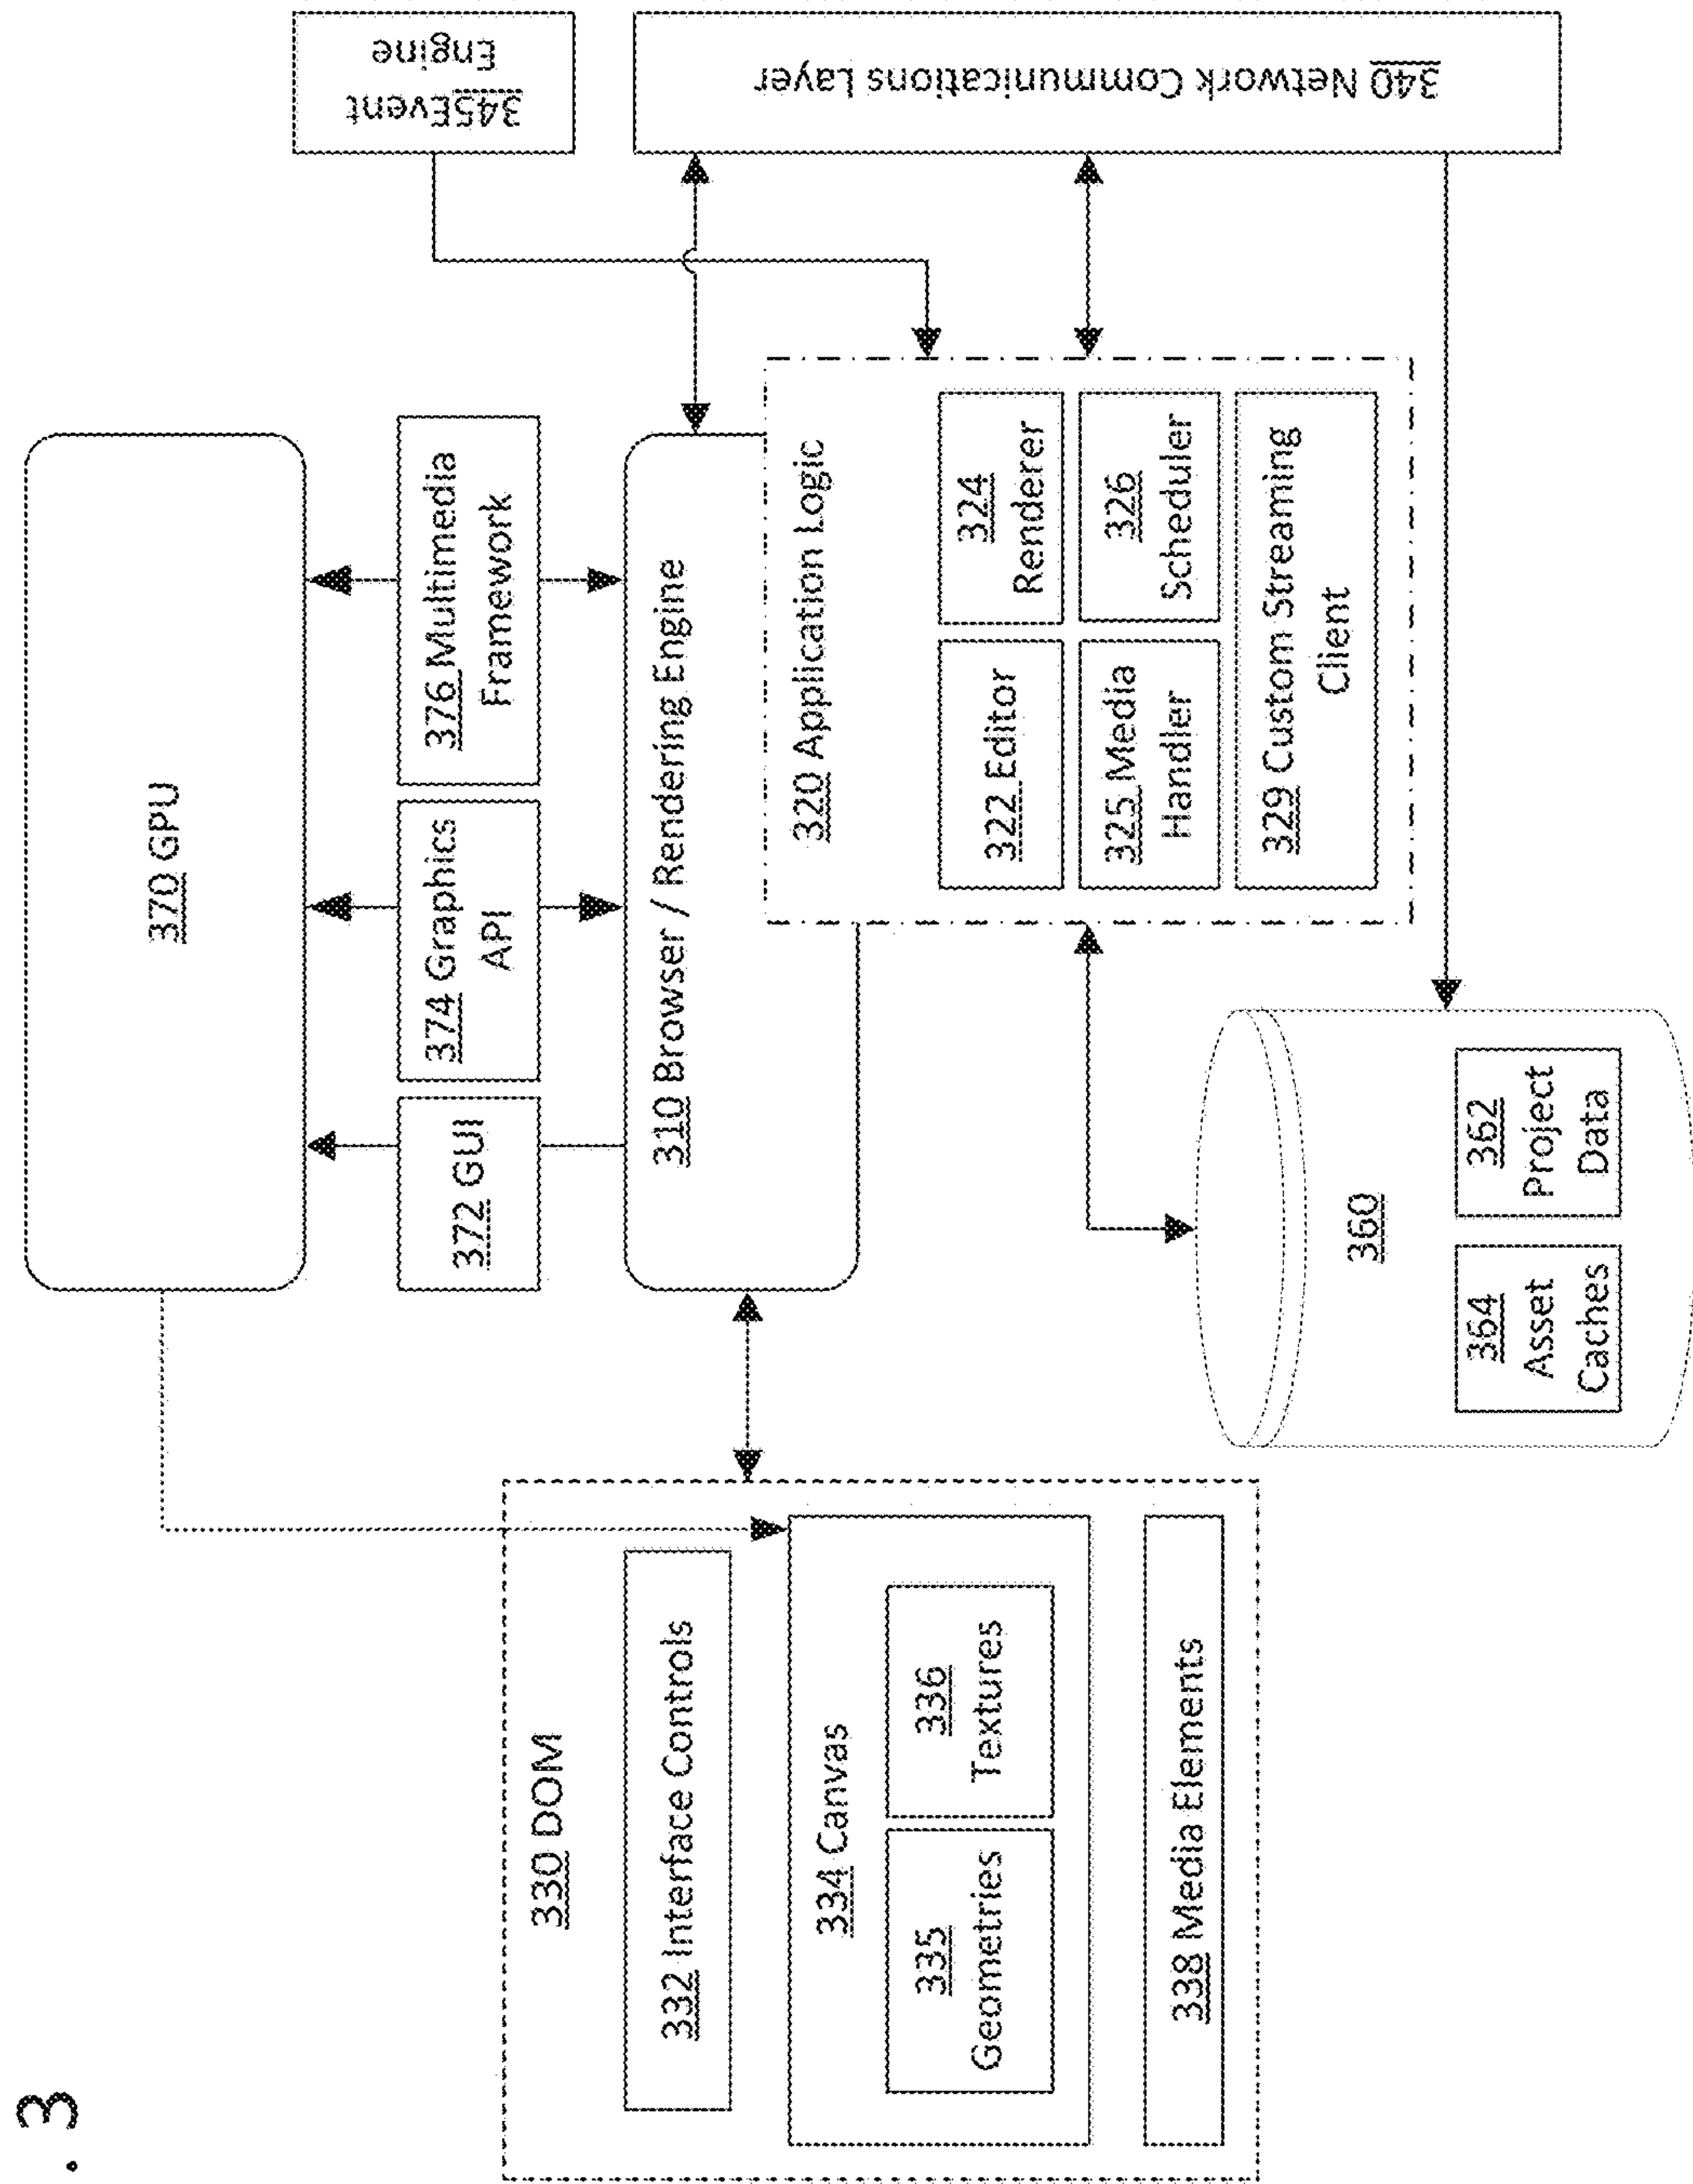 . 3
370 GPU
372 GUI
374 Graphics
API
376 Multimedia
Framework
310 Browser / Rendering Engine
320 Application Logic
322 Editor
324
Renderer
325 Media
Handler
326
Scheduler
329 Custom Streaming
Client
330 DOM
332 Interface Controls
334 Canvas
335
Geometries
336
Textures
338 Media Elements
360
364
Asset
Caches
362
Project
Data
345Event
Engine
340 Network Communications Layer